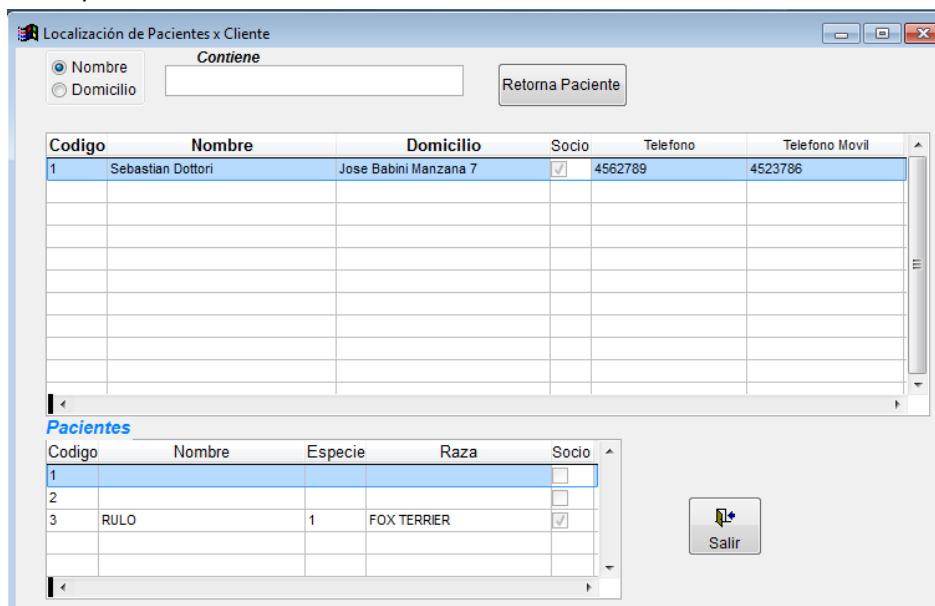 Localización de Pacientes x Cliente
Nombre
Domicilio
Contiene
Retorna Paciente
Codigo Nombre Domicilio Socio Telefono Telefono Movil
1 Sebastian Dottori Jose Babini Manzana 7 4562789 4523786
Pacientes
Codigo Nombre Especie Raza Socio
1
2
3 RULO 1 FOX TERRIER
Salir